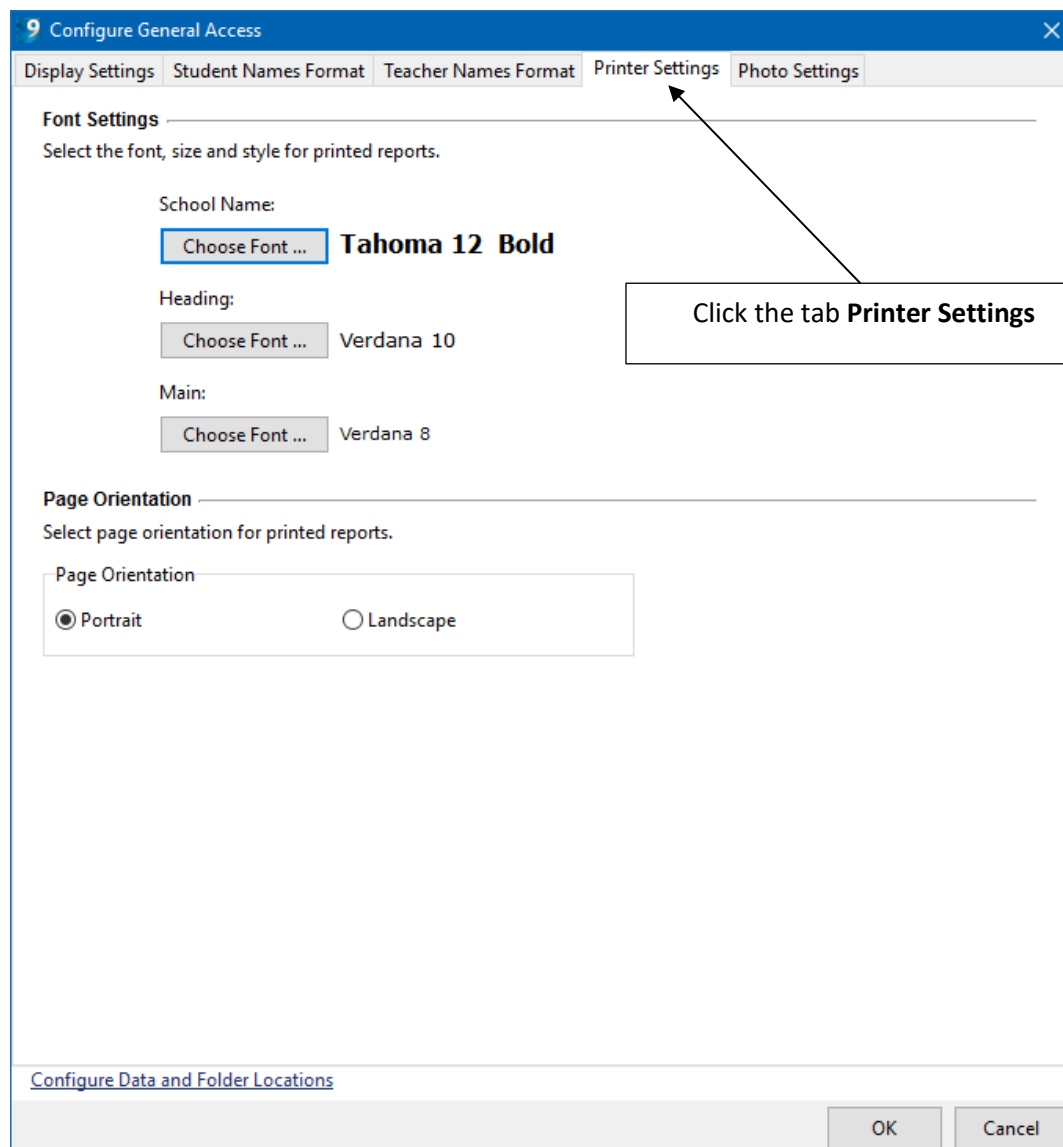 9 Configure General Access
Display Settings Student Names Format Teacher Names Format Printer Settings Photo Settings
Font Settings
Select the font, size and style for printed reports.
School Name:
Choose Font ... Tahoma 12 Bold
Heading:
Choose Font ... Verdana 10
Click the tab Printer Settings
Main:
Choose Font ... Verdana 8
Page Orientation
Select page orientation for printed reports.
Page Orientation
Portrait Landscape
Configure Data and Folder Locations
OK Cancel